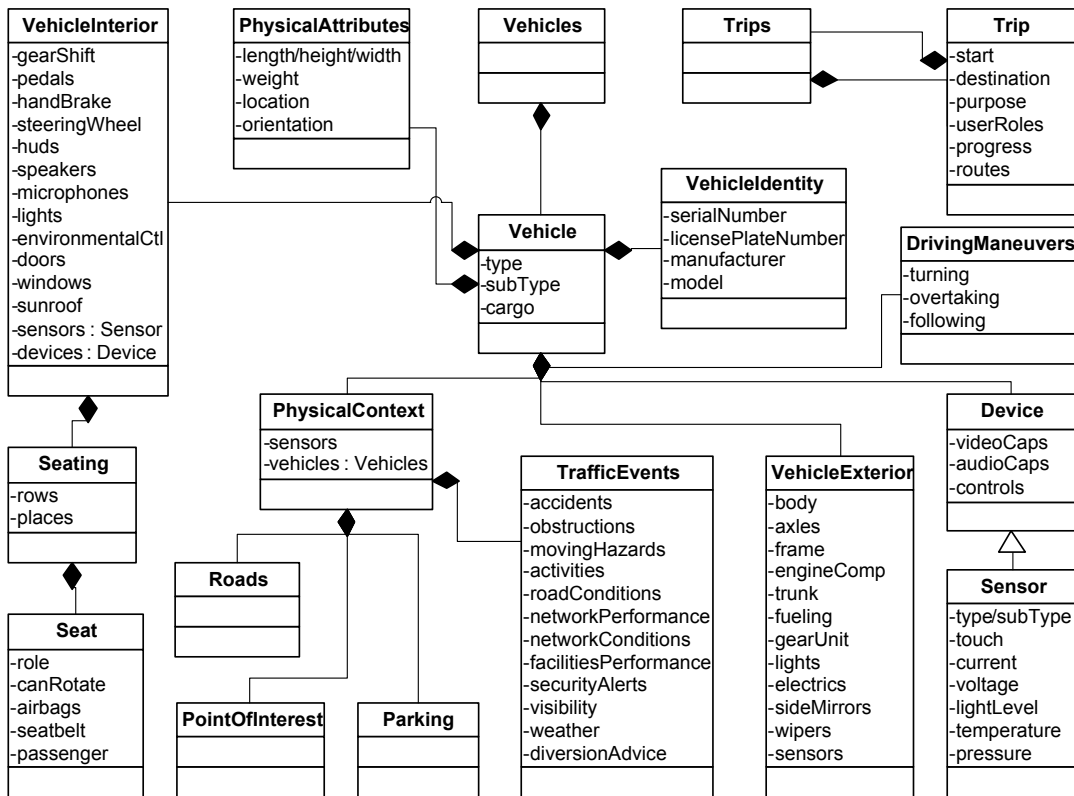 VehicleInterior
-gearShift
-pedals
-handBrake
-steeringWheel
-huds
-speakers
-microphones
-lights
-environmentalCtl
-doors
-windows
-sunroof
-sensors : Sensor
-devices : Device
PhysicalAttributes
-length/height/width
-weight
-location
-orientation
Vehicles
Trips
Trip
-start
-destination
-purpose
-userRoles
-progress
-routes
Vehicle
-type
-subType
-cargo
VehicleIdentity
-serialNumber
-licensePlateNumber
-manufacturer
-model
DrivingManeuvers
-turning
-overtaking
-following
Seating
-rows
-places
Seat
-role
-canRotate
-airbags
-seatbelt
-passenger
PhysicalContext
-sensors
-vehicles : Vehicles
Roads
PointOfInterest
Parking
TrafficEvents
-accidents
-obstructions
-movingHazards
-activities
-roadConditions
-networkPerformance
-networkConditions
-facilitiesPerformance
-securityAlerts
-visibility
-weather
-diversionAdvice
VehicleExterior
-body
-axles
-frame
-engineComp
-trunk
-fueling
-gearUnit
-lights
-electrics
-sideMirrors
-wipers
-sensors
Device
-videoCaps
-audioCaps
-controls
Sensor
-type/subType
-touch
-current
-voltage
-lightLevel
-temperature
-pressure